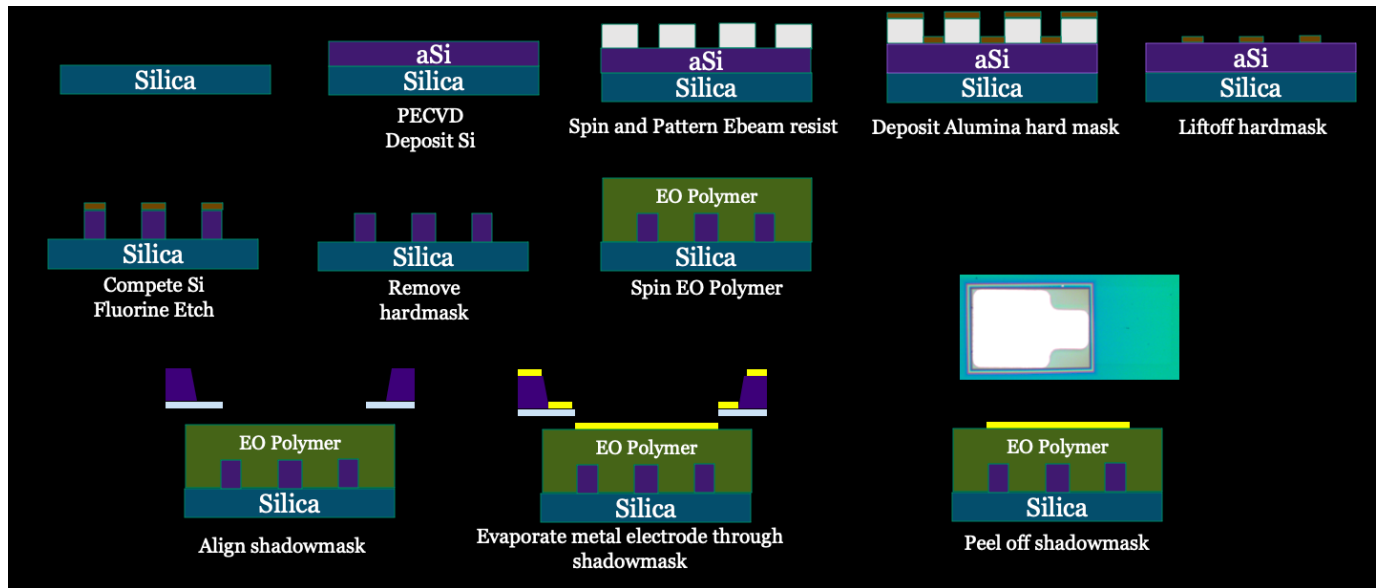 Silica
aSi
Silica
PECVD
Deposit Si
aSi
Silica
Spin and Pattern Ebeam resist
aSi
Silica
Deposit Alumina hard mask
aSi
Silica
Liftoff hardmask
Silica
Compete Si
Fluorine Etch
Silica
Remove
hardmask
EO Polymer
Silica
Spin EO Polymer
EO Polymer
Silica
Align shadowmask
EO Polymer
Silica
Evaporate metal electrode through
shadowmask
EO Polymer
Silica
Peel off shadowmask